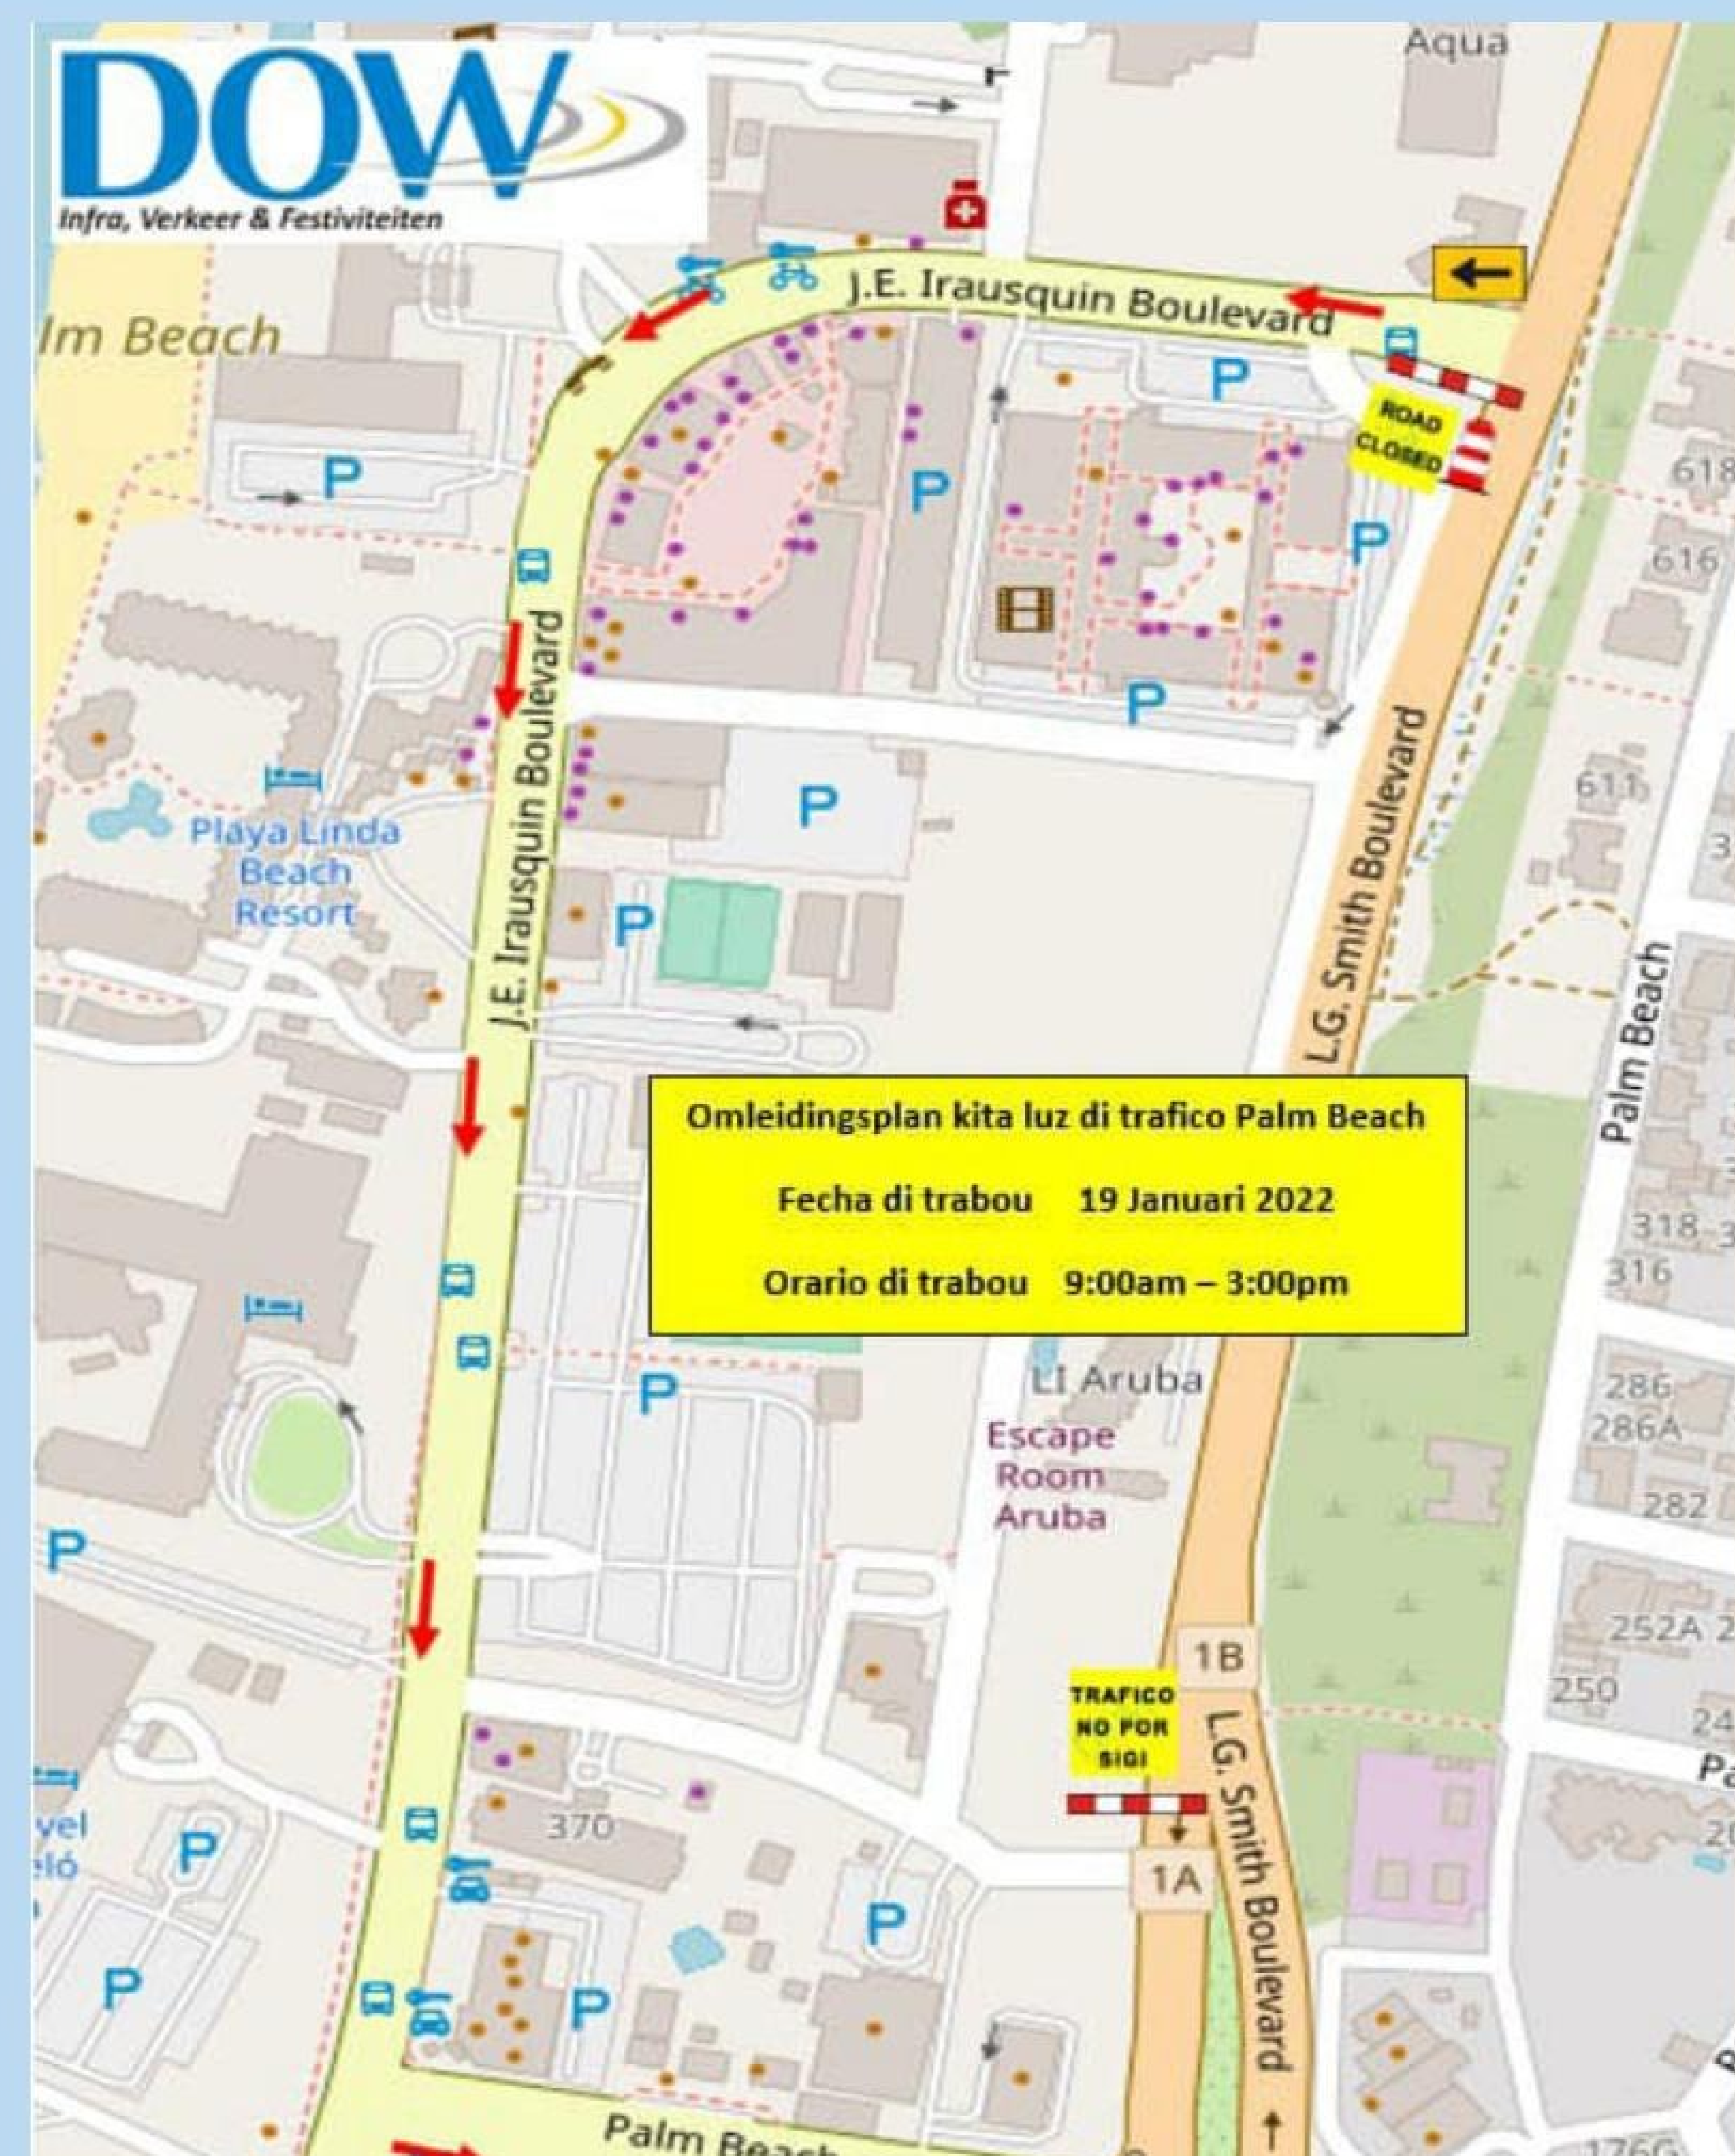 DOW
Infra, Verkeer & Festiviteiten
Aqua
lm Beach
J.E. Irausquin Boulevard
P
P
ROAD
CLOSED
618
P
P
616
P
J.E. Irausquin Boulevard
L.G. Smith Boulevard
611
P
Playa Linda
Beach
Resort
P
Palm Beach
Omleidingsplan kita luz di trafico Palm Beach
Fecha di trabou 19 Januari 2022
Orario di trabou 9:00am – 3:00pm
318
316
Li Aruba
P
286
286A
Escape
Room
Aruba
282
P
252A
1B
250
TRAFICO
NO POR
SIGI
L.G. Smith Boulevard
370
P
1A
P
P
P
Palm Beach